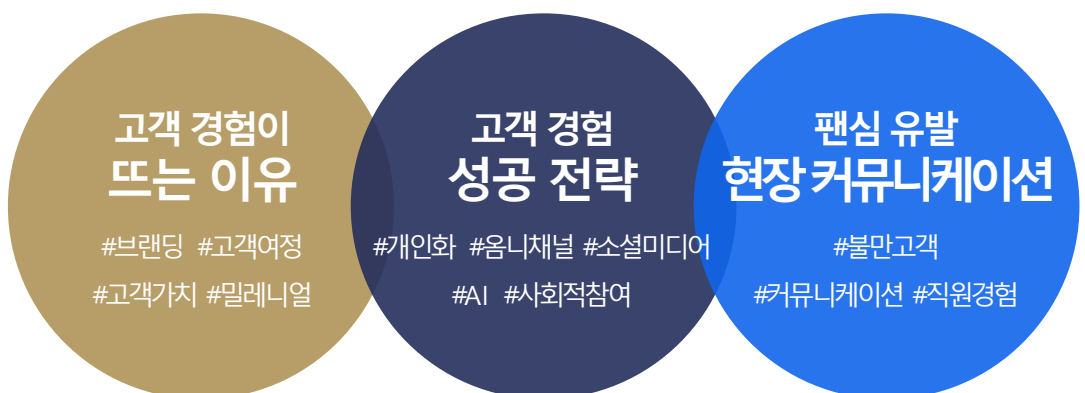 고객 경험이
뜨는 이유
#브랜딩 #고객여정
#고객가치 #밀레니얼
고객 경험
성공 전략
#개인화 #옴니채널 #소셜미디어
#AI #사회적참여
팬심 유발
현장 커뮤니케이션
#불만고객
#커뮤니케이션 #직원경험